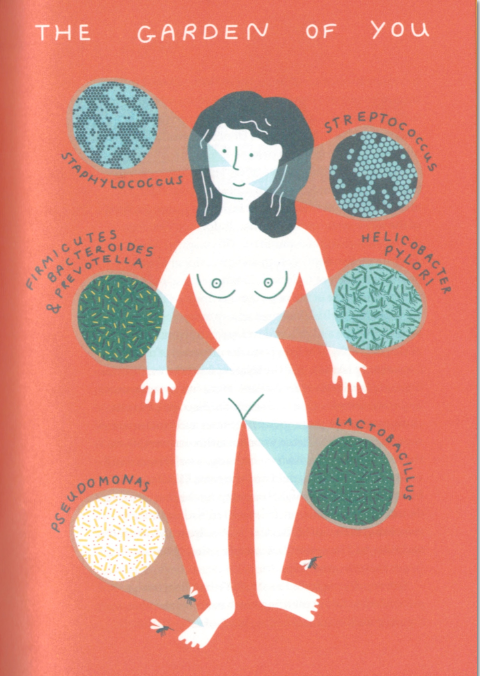 THE GARDEN OF YOU
STAPHYLOCOCCUS
STREPTOCOCCUS
FIRMICUTES
BACTEROIDES
& PREVOTELLA
HELICOBACTER
PYLORI
LACTOBACILLUS
PSEUDOMONAS